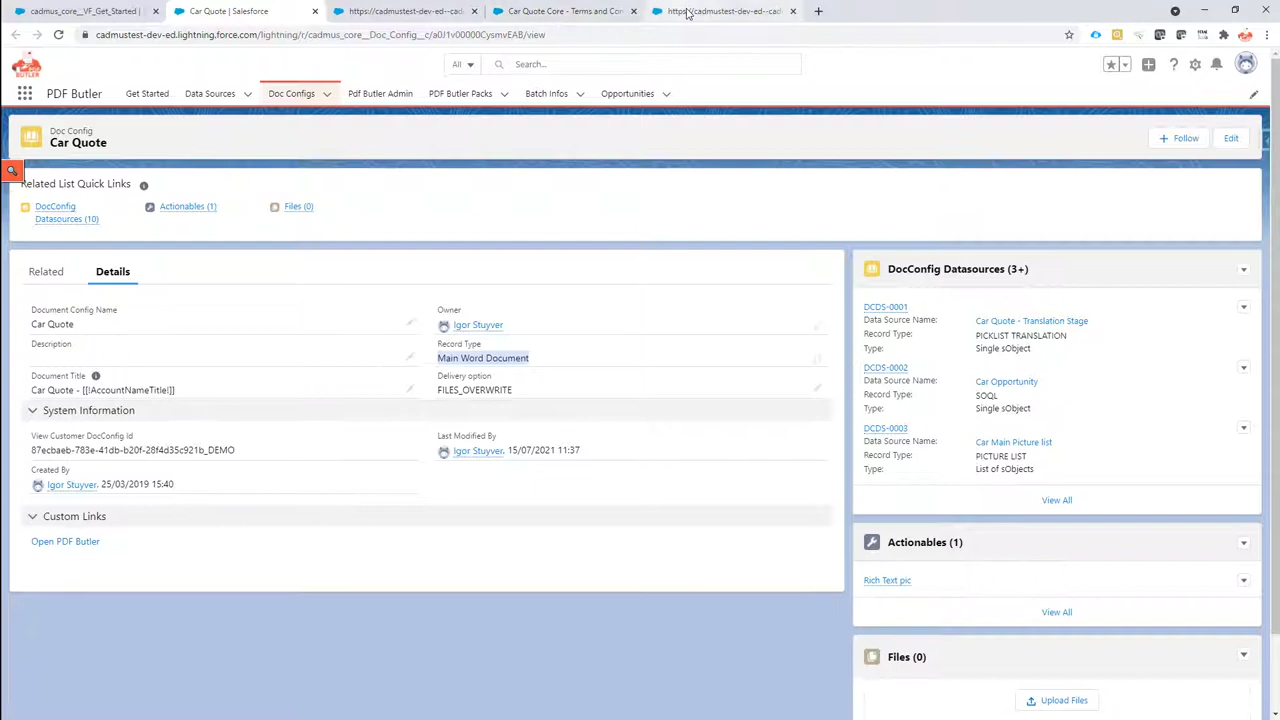 cadmus_core__VF_Get_Started |
Car Quote | Salesforce
https://cadmustest-dev-ed--cad
Car Quote Core - Terms and Con
https://cadmustest-dev-ed--cad
cadmustest-dev-ed.lightning.force.com/lightning/r/cadmus_core__Doc_Config__c/a0J1v00000CysmvEAB/view
BUTLER
All
Search...
PDF Butler
Get Started
Data Sources
Doc Configs
Pdf Butler Admin
PDF Butler Packs
Batch Infos
Opportunities
Doc Config
Car Quote
Follow
Edit
Related List Quick Links
DocConfig
Datasources (10)
Actionables (1)
Files (0)
Related
Details
Document Config Name
Car Quote
Owner
Igor Stuyver
Description
Record Type
Main Word Document
Document Title
Car Quote - [[!AccountNameTitle!]]
Delivery option
FILES_OVERWRITE
System Information
View Customer DocConfig Id
87ecbaeb-783e-41db-b20f-28f4d35c921b_DEMO
Last Modified By
Igor Stuyver, 15/07/2021 11:37
Created By
Igor Stuyver, 25/03/2019 15:40
Custom Links
Open PDF Butler
DocConfig Datasources (3+)
DCDS-0001
Data Source Name: Car Quote - Translation Stage
Record Type: PICKLIST TRANSLATION
Type: Single sObject
DCDS-0002
Data Source Name: Car Opportunity
Record Type: SOQL
Type: Single sObject
DCDS-0003
Data Source Name: Car Main Picture list
Record Type: PICTURE LIST
Type: List of sObjects
View All
Actionables (1)
Rich Text pic
View All
Files (0)
Upload Files